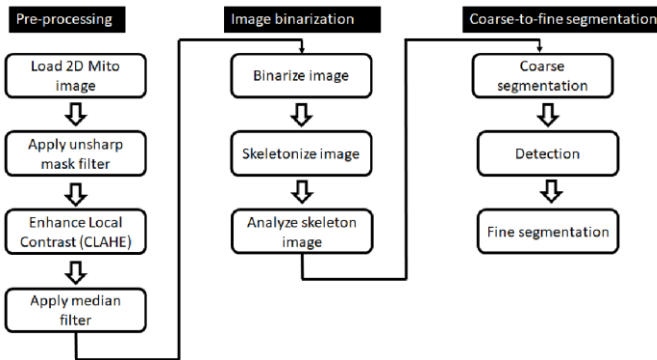 Pre-processing
Load 2D Mito
image
Apply unsharp
mask filter
Enhance Local
Contrast (CLAHE)
Apply median
filter
Image binarization
Binarize image
Skeletonize image
Analyze skeleton
image
Coarse-to-fine segmentation
Coarse
segmentation
Detection
Fine segmentation